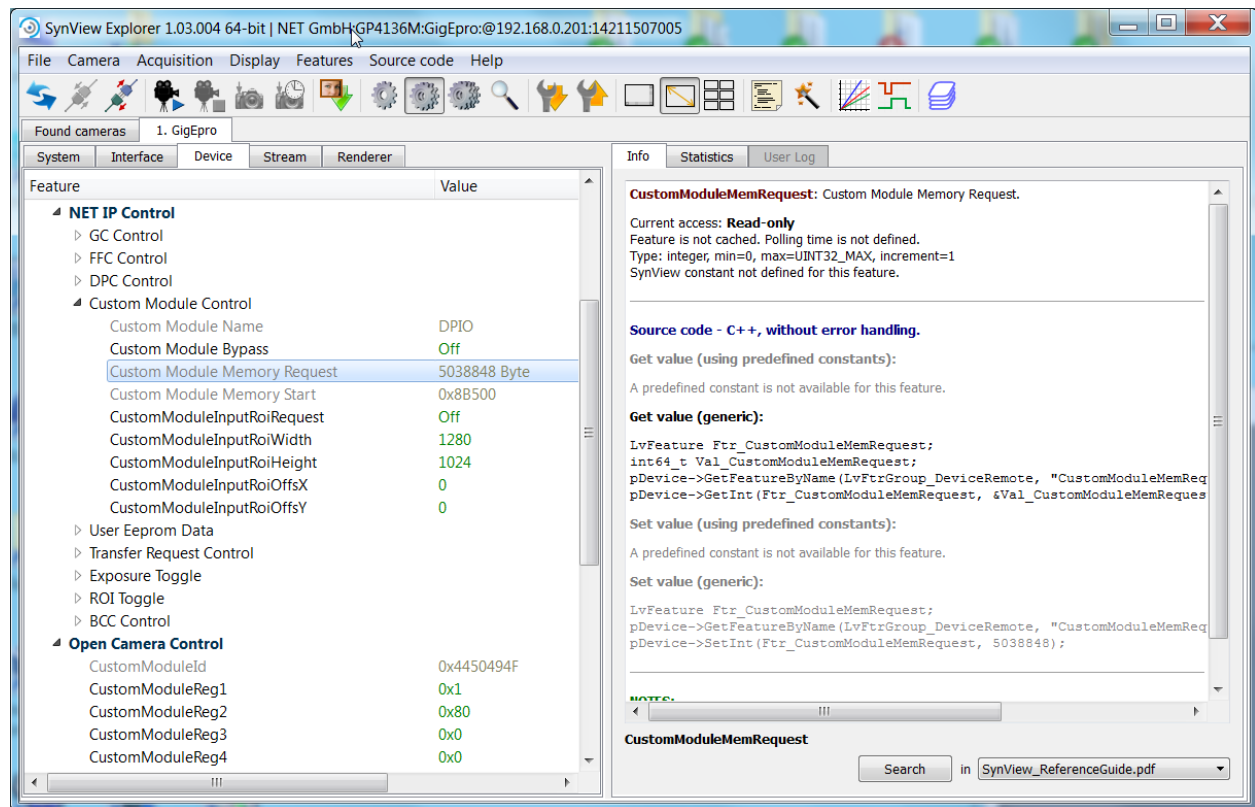 SynView Explorer 1.03.004 64-bit | NET GmbH:GP4136M:GigEpro:@192.168.0.201:14211507005
File Camera Acquisition Display Features Source code Help
Found cameras 1. GigEpro
System Interface Device Stream Renderer
Feature Value
NET IP Control
GC Control
FFC Control
DPC Control
Custom Module Control
Custom Module Name DPIO
Custom Module Bypass Off
Custom Module Memory Request 5038848 Byte
Custom Module Memory Start 0x8B500
CustomModuleInputRoiRequest Off
CustomModuleInputRoiWidth 1280
CustomModuleInputRoiHeight 1024
CustomModuleInputRoiOffsX 0
CustomModuleInputRoiOffsY 0
User Eeprom Data
Transfer Request Control
Exposure Toggle
ROI Toggle
BCC Control
Open Camera Control
CustomModuleId 0x4450494F
CustomModuleReg1 0x1
CustomModuleReg2 0x80
CustomModuleReg3 0x0
CustomModuleReg4 0x0
Info Statistics User Log
CustomModuleMemRequest: Custom Module Memory Request.
Current access: Read-only
Feature is not cached. Polling time is not defined.
Type: integer, min=0, max=UINT32_MAX, increment=1
SynView constant not defined for this feature.
Source code - C++, without error handling.
Get value (using predefined constants):
A predefined constant is not available for this feature.
Get value (generic):
LvFeature Ftr_CustomModuleMemRequest;
int64_t Val_CustomModuleMemRequest;
pDevice->GetFeatureByName(LvFtrGroup_DeviceRemote, "CustomModuleMemReq
pDevice->GetInt(Ftr_CustomModuleMemRequest, &Val_CustomModuleMemReques
Set value (using predefined constants):
A predefined constant is not available for this feature.
Set value (generic):
LvFeature Ftr_CustomModuleMemRequest;
pDevice->GetFeatureByName(LvFtrGroup_DeviceRemote, "CustomModuleMemReq
pDevice->SetInt(Ftr_CustomModuleMemRequest, 5038848);
NOTES:
CustomModuleMemRequest
Search in SynView_ReferenceGuide.pdf